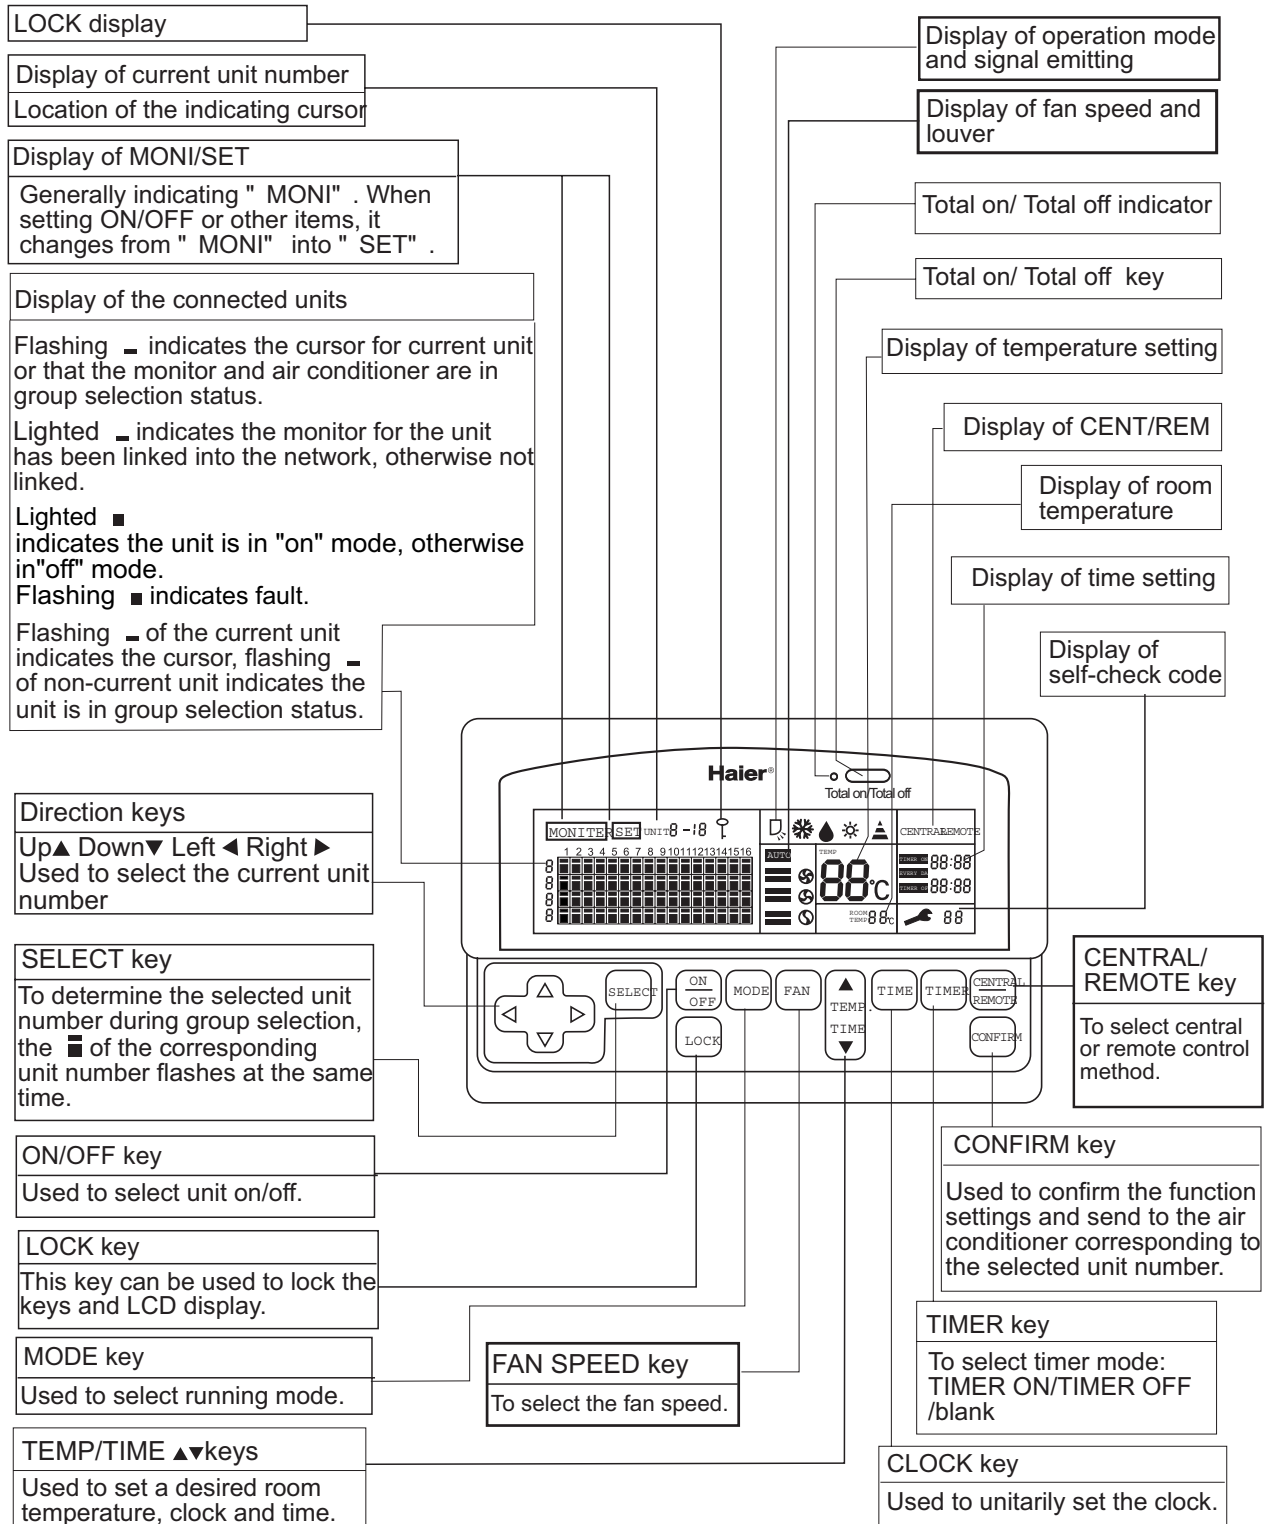 LOCK display
Display of current unit number
Location of the indicating cursor
Display of MONI/SET
Generally indicating " MONI" . When
setting ON/OFF or other items, it
changes from " MONI" into " SET" .
Display of the connected units
Flashing ▬ indicates the cursor for current unit
or that the monitor and air conditioner are in
group selection status.
Lighted ▬ indicates the monitor for the unit
has been linked into the network, otherwise not
linked.
Lighted ■
indicates the unit is in "on" mode, otherwise
in"off" mode.
Flashing ■ indicates fault.
Flashing ▬ of the current unit
indicates the cursor, flashing ▬
of non-current unit indicates the
unit is in group selection status.
Direction keys
Up▲ Down▼ Left ◀ Right ▶
Used to select the current unit
number
SELECT key
To determine the selected unit
number during group selection,
the of the corresponding
unit number flashes at the same
time.
ON/OFF key
Used to select unit on/off.
LOCK key
This key can be used to lock the
keys and LCD display.
MODE key
Used to select running mode.
TEMP/TIME ▲▼keys
Used to set a desired room
temperature, clock and time.
Display of operation mode
and signal emitting
Display of fan speed and
louver
Total on/ Total off indicator
Total on/ Total off key
Display of temperature setting
Display of CENT/REM
Display of room
temperature
Display of time setting
Display of
self-check code
Haier®
Total on/Total off
MONITER SET UNIT 8 -18
1 2 3 4 5 6 7 8 9 10 11 12 13 14 15 16
8
8
8
8
AUTO
TEMP
88°C
ROOM
TEMP 88°C
CENTRAL REMOTE
TIMER ON 88:88
EVERY DA
TIMER OF 88:88
88
SELECT
ON
OFF
LOCK
MODE
FAN
▲
TEMP.
TIME
▼
TIME
TIMER
CENTRAL
REMOTE
CONFIRM
CENTRAL/
REMOTE key
To select central
or remote control
method.
CONFIRM key
Used to confirm the function
settings and send to the air
conditioner corresponding to
the selected unit number.
TIMER key
To select timer mode:
TIMER ON/TIMER OFF
/blank
FAN SPEED key
To select the fan speed.
CLOCK key
Used to unitarily set the clock.